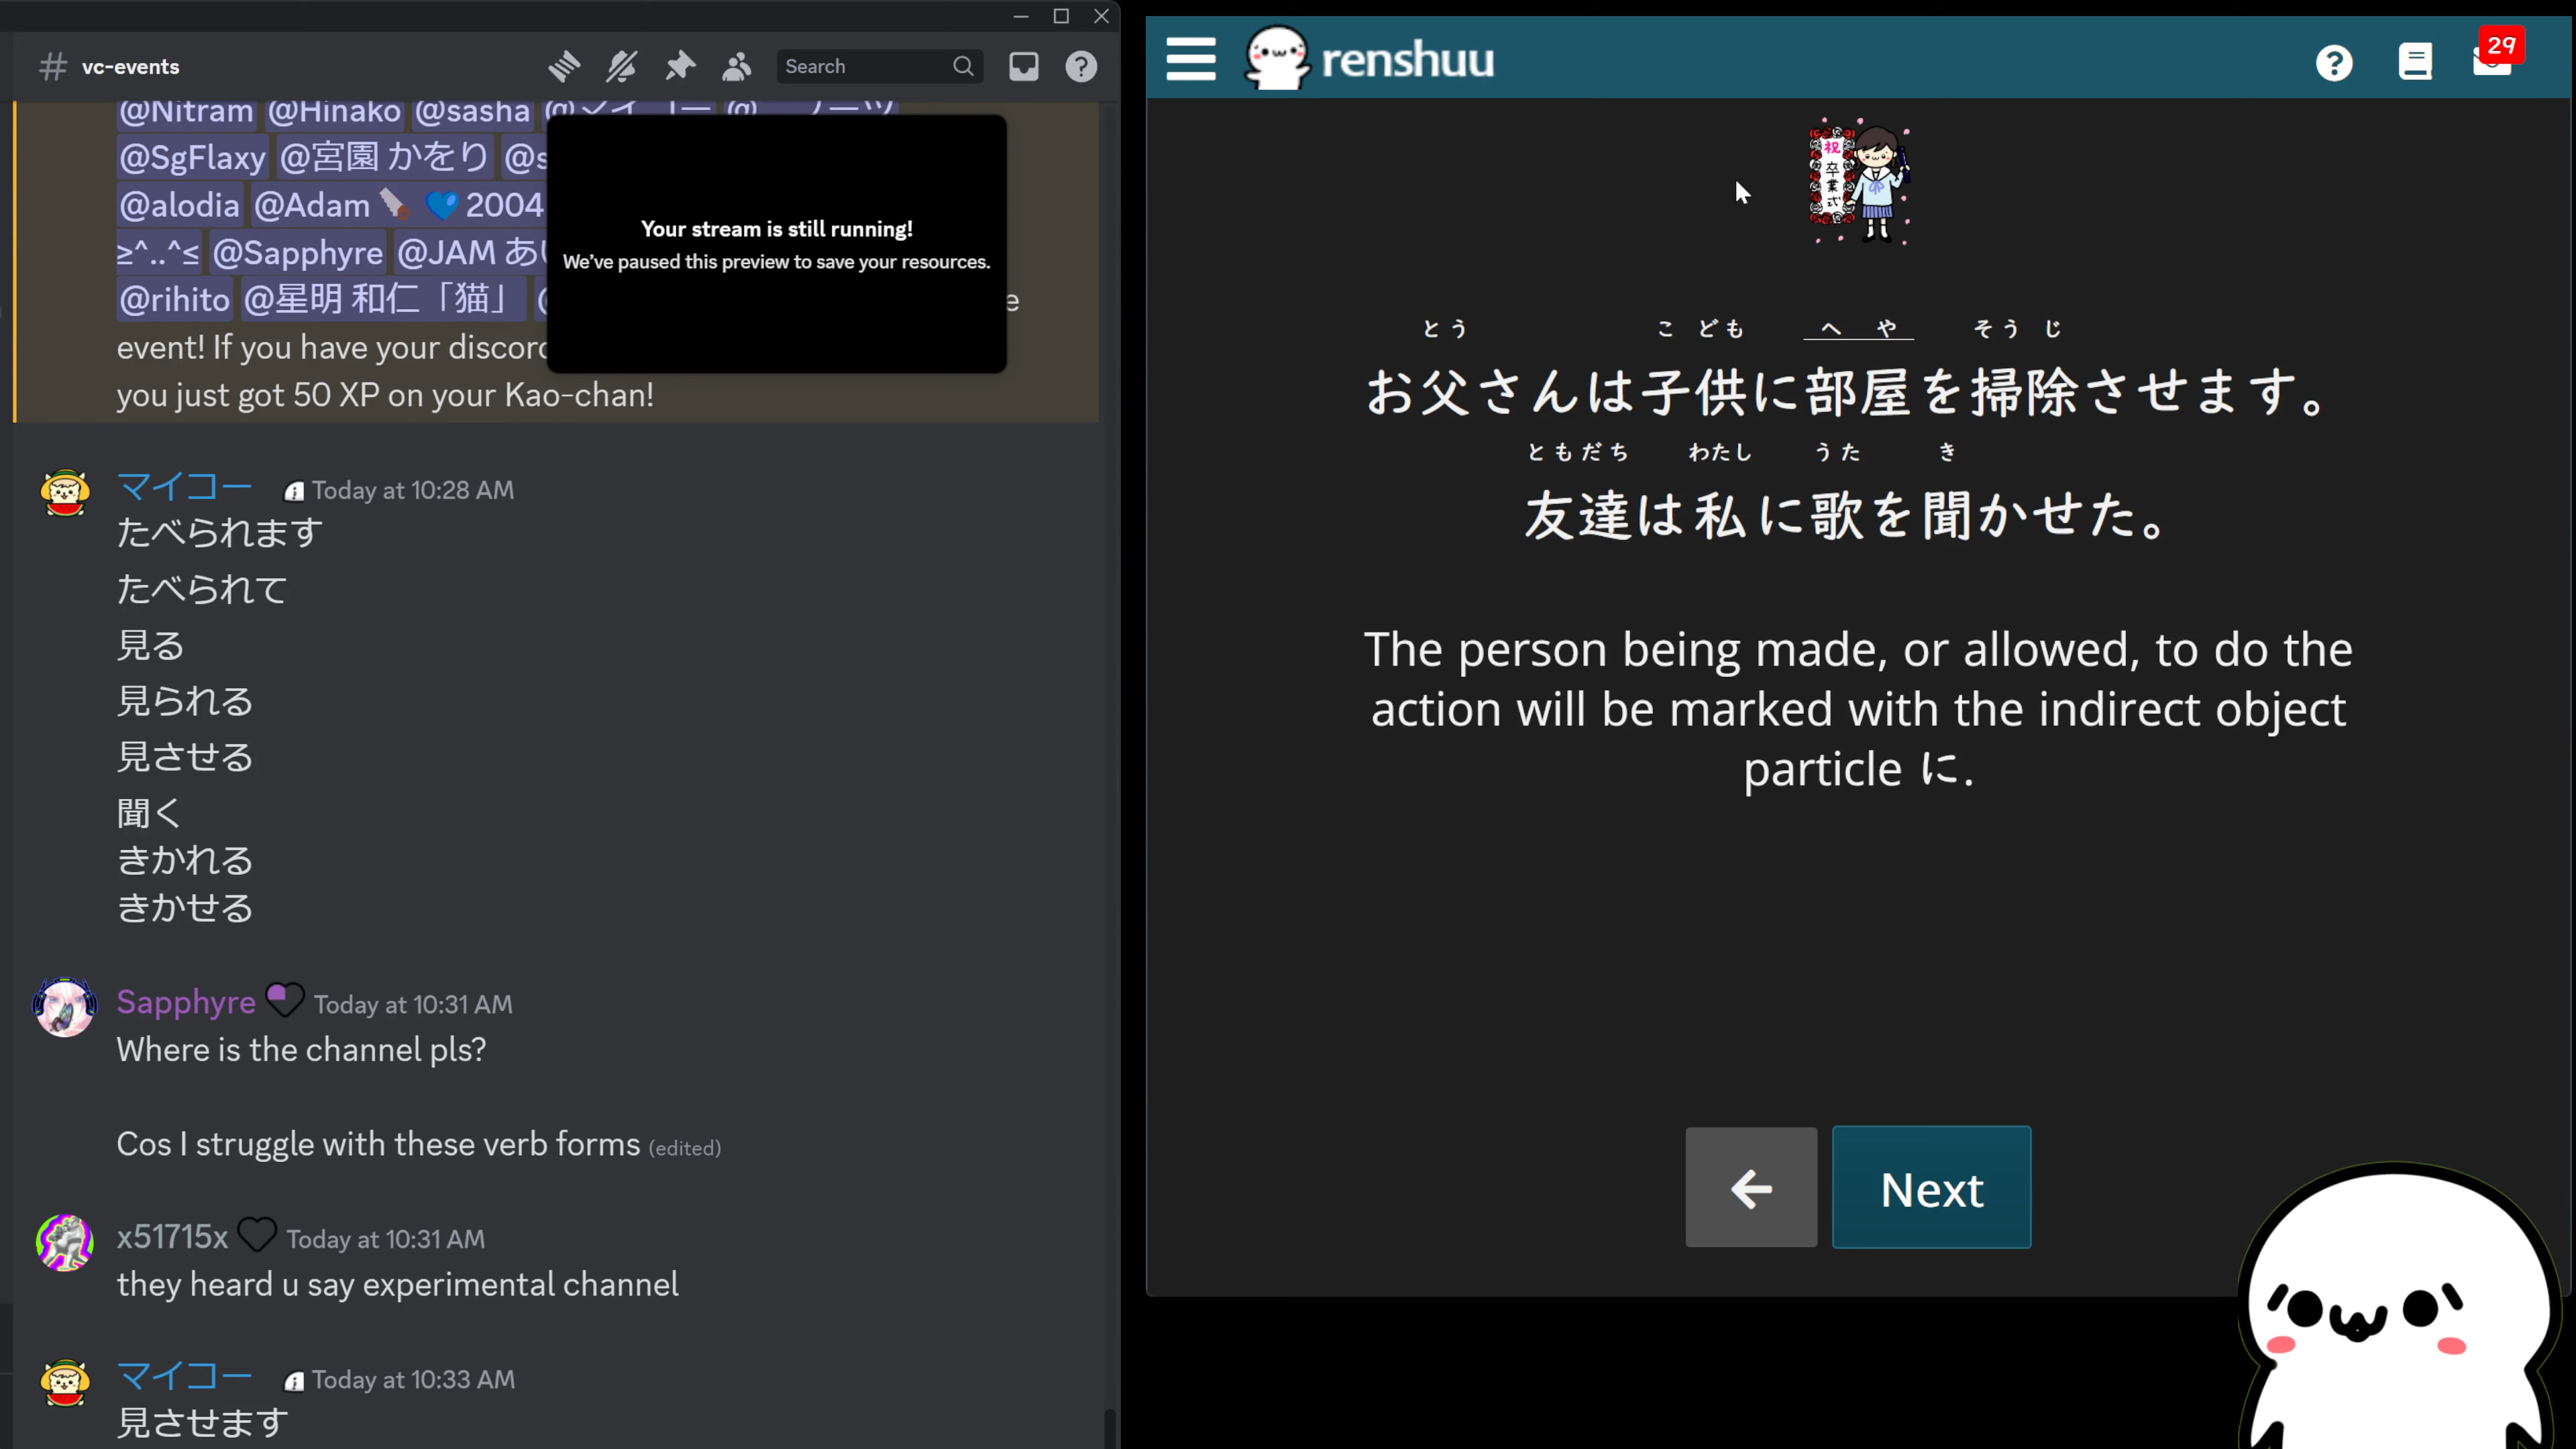 vc-events
Search
@Nitram @Hinako @sasha
@SgFlaxy @宮園 かをり
@alodia @Adam 🪚 💙 2004
≥^..^≤ @Sapphyre @JAM
@rihito @星明 和仁「猫」
event! If you have your
you just got 50 XP on your Kao-chan!
Your stream is still running!
We've paused this preview to save your resources.
マイコー Today at 10:28 AM
たべられます
たべられて
見る
見られる
見させる
聞く
きかれる
きかせる
Sapphyre Today at 10:31 AM
Where is the channel pls?
Cos I struggle with these verb forms (edited)
x51715x Today at 10:31 AM
they heard u say experimental channel
マイコー Today at 10:33 AM
見させます
renshuu
29
祝
卒業式
とう こ ども へ や そう じ
お父さんは子供に部屋を掃除させます。
ともだち わたし うた き
友達は私に歌を聞かせた。
The person being made, or allowed, to do the
action will be marked with the indirect object
particle に.
Next